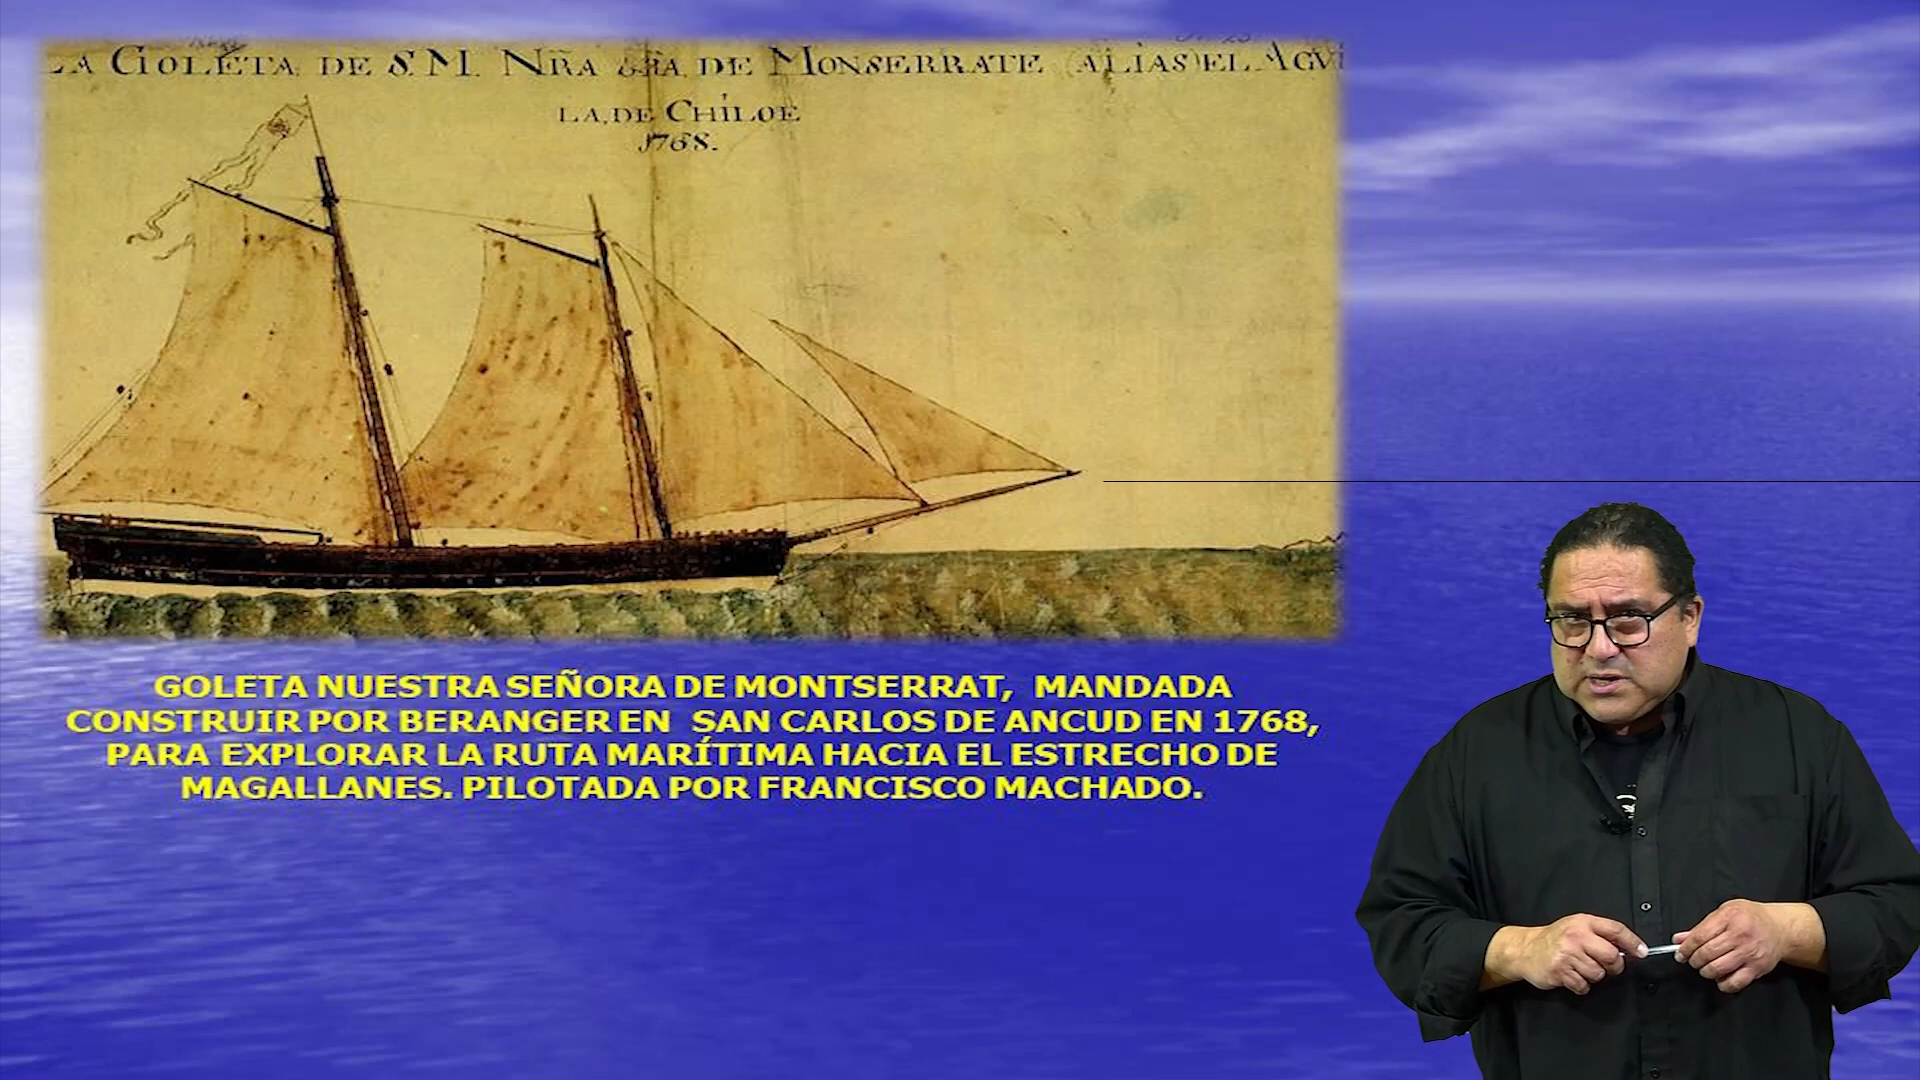 LA GOLETA DE S.M. NRA SRA DE MONSERRATE (ALIAS) EL AGVI
LA, DE CHILOE
1768.
GOLETA NUESTRA SEÑORA DE MONTSERRAT, MANDADA
CONSTRUIR POR BERANGER EN SAN CARLOS DE ANCUD EN 1768,
PARA EXPLORAR LA RUTA MARÍTIMA HACIA EL ESTRECHO DE
MAGALLANES. PILOTADA POR FRANCISCO MACHADO.